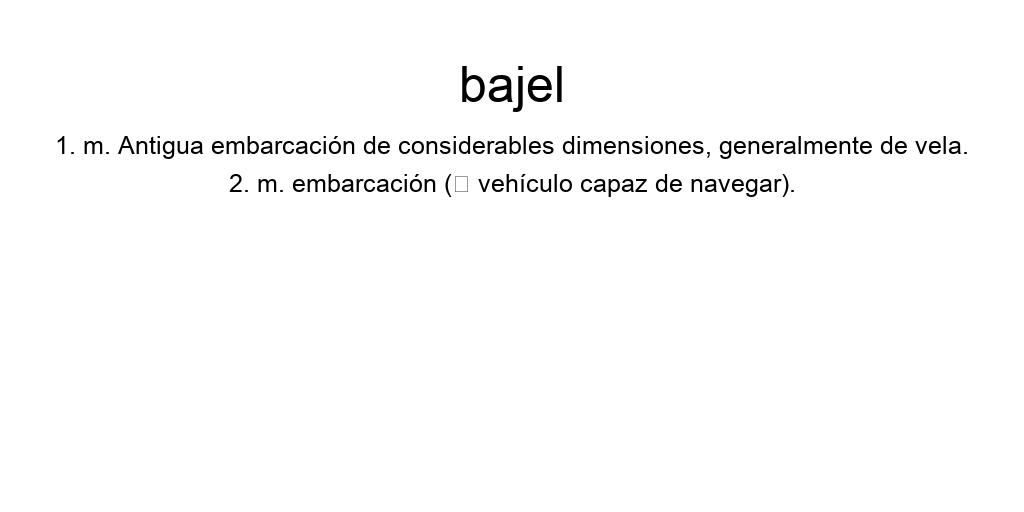 bajel
1. m. Antigua embarcación de considerables dimensiones, generalmente de vela.
2. m. embarcación (□ vehículo capaz de navegar).